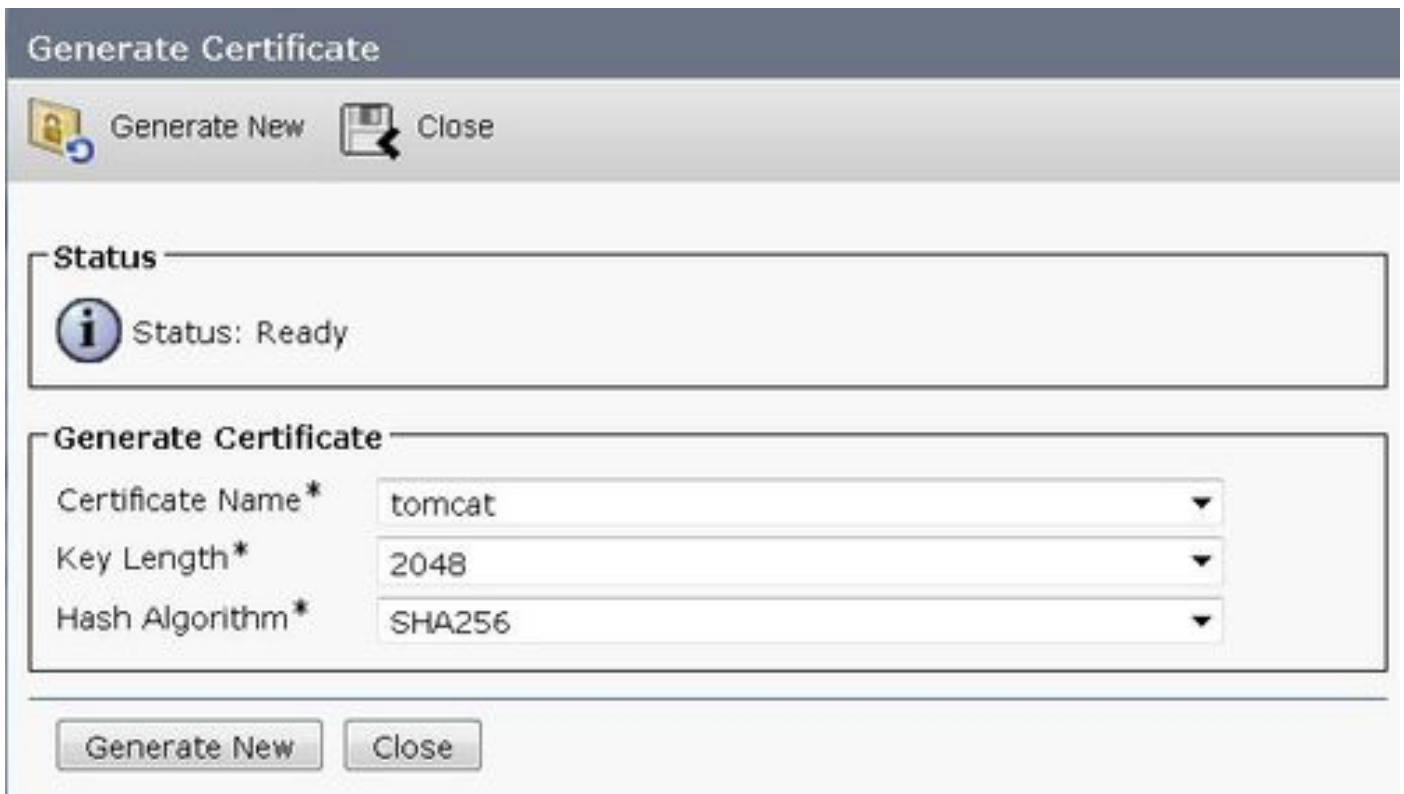 Generate Certificate
Generate New Close
Status
i Status: Ready
Generate Certificate
Certificate Name* tomcat
Key Length* 2048
Hash Algorithm* SHA256
Generate New Close